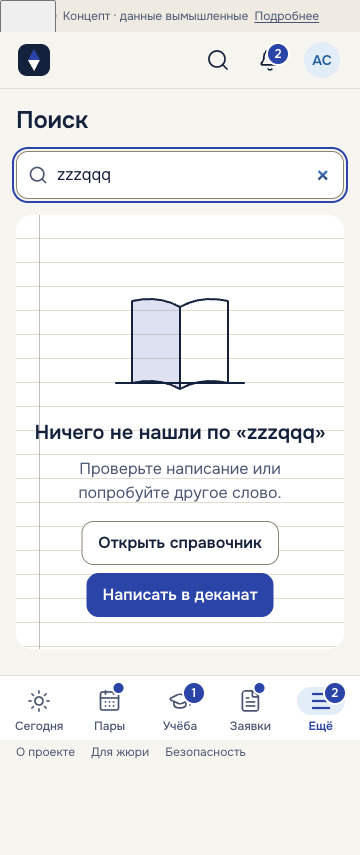 Концепт · данные вымышленные Подробнее
2
АС
Поиск
zzzqqq
Ничего не нашли по «zzzqqq»
Проверьте написание или
попробуйте другое слово.
Открыть справочник
Написать в деканат
1 2
Сегодня Пары Учёба Заявки Ещё
О проекте Для жюри Безопасность